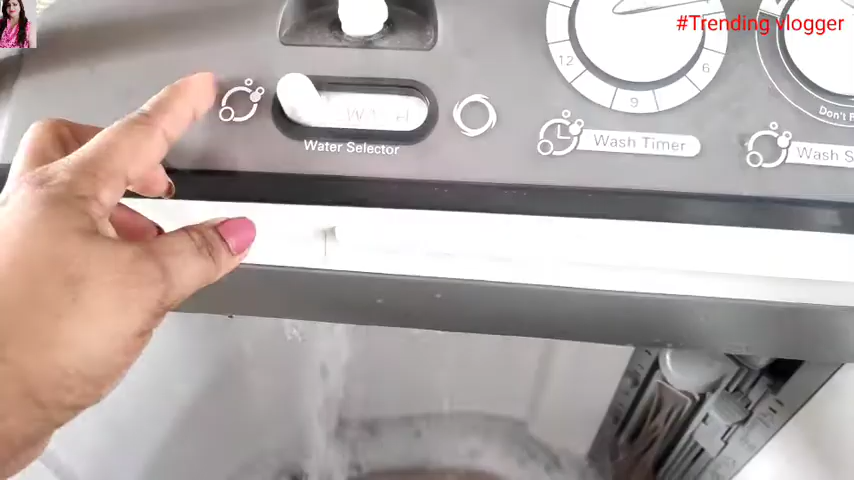 #Trending vlogger
12
6
9
Water Selector
Wash Timer
Wash S